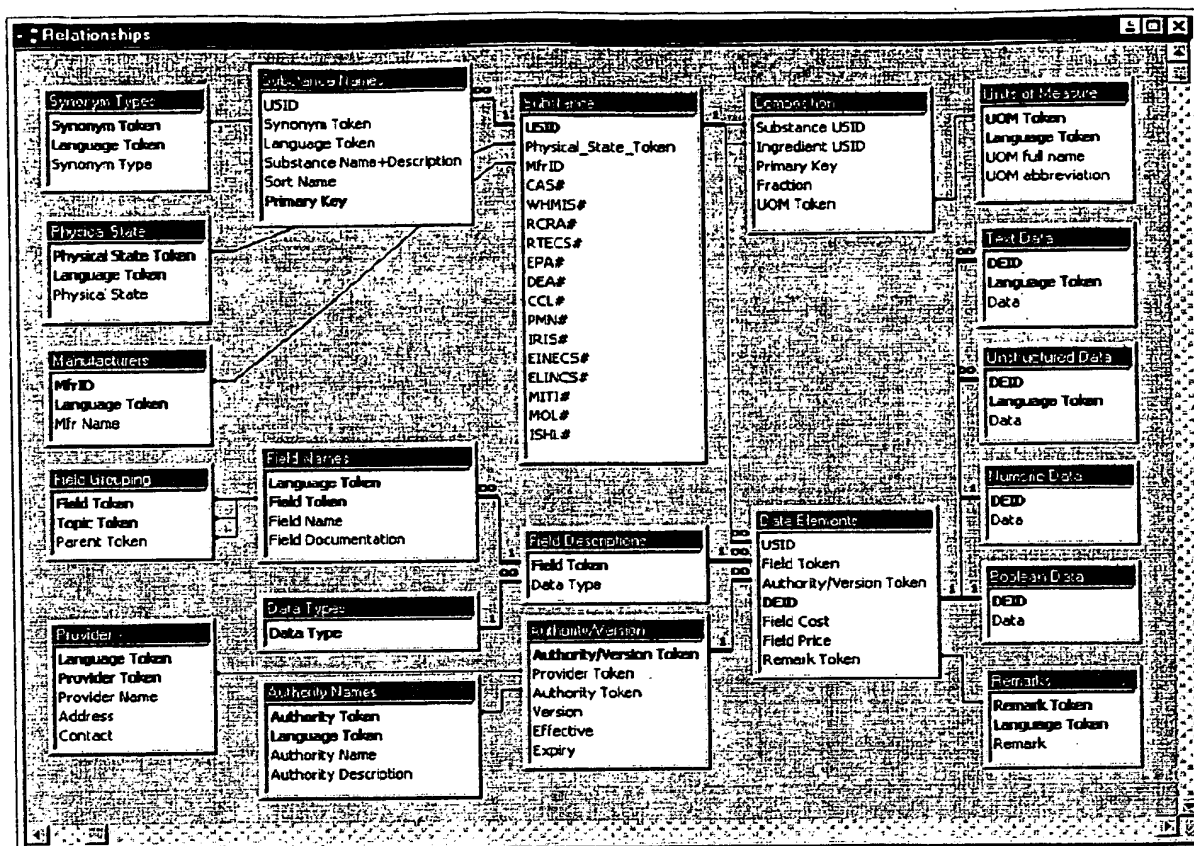 Relationships
Synonym Types
Synonym Token
Language Token
Synonym Type
Substance Names
USID
Synonym Token
Language Token
Substance Name+Description
Sort Name
Primary Key
Substance
USID
Physical_State_Token
MfrID
CAS#
WHMIS#
RCRA#
RTECS#
EPA#
DEA#
CCL#
PMN#
IRIS#
EINECS#
ELINCS#
MITI#
MOL#
ISHL#
Composition
Substance USID
Ingredient USID
Primary Key
Fraction
UOM Token
Units of Measure
UOM Token
Language Token
UOM full name
UOM abbreviation
Physical State
Physical State Token
Language Token
Physical State
Text Data
DEID
Language Token
Data
Manufacturers
MfrID
Language Token
Mfr Name
Unstructured Data
DEID
Language Token
Data
Field Grouping
Field Token
Topic Token
Parent Token
Field Names
Language Token
Field Token
Field Name
Field Documentation
Numeric Data
DEID
Data
Field Descriptions
Field Token
Data Type
Data Elements
USID
Field Token
Authority/Version Token
DEID
Field Cost
Field Price
Remark Token
Boolean Data
DEID
Data
Data Types
Data Type
Provider
Language Token
Provider Token
Provider Name
Address
Contact
Authority Names
Authority Token
Language Token
Authority Name
Authority Description
Authority/Version
Authority/Version Token
Provider Token
Authority Token
Version
Effective
Expiry
Remarks
Remark Token
Language Token
Remark